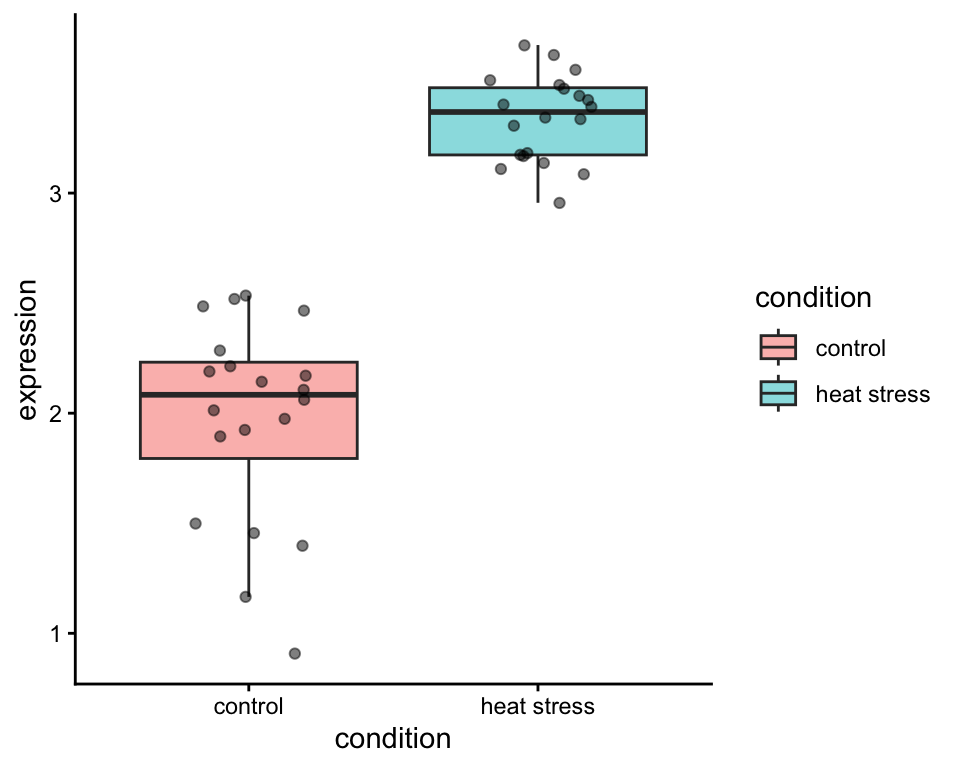 expression
3
2
1
control
heat stress
condition
condition
control
heat stress